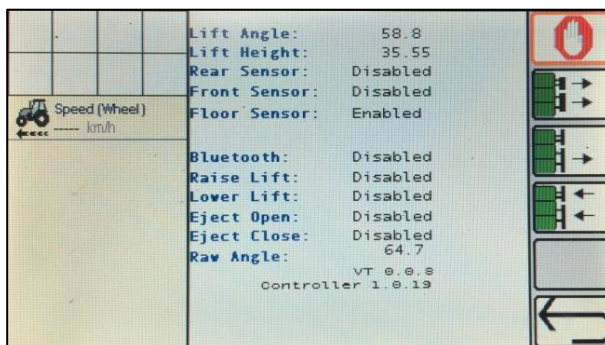 Speed (Wheel)
----- km/h
Lift Angle: 58.8
Lift Height: 35.55
Rear Sensor: Disabled
Front Sensor: Disabled
Floor Sensor: Enabled
Bluetooth: Disabled
Raise Lift: Disabled
Lower Lift: Disabled
Eject Open: Disabled
Eject Close: Disabled
Raw Angle: 64.7
VT 0.0.8
Controller 1.0.19